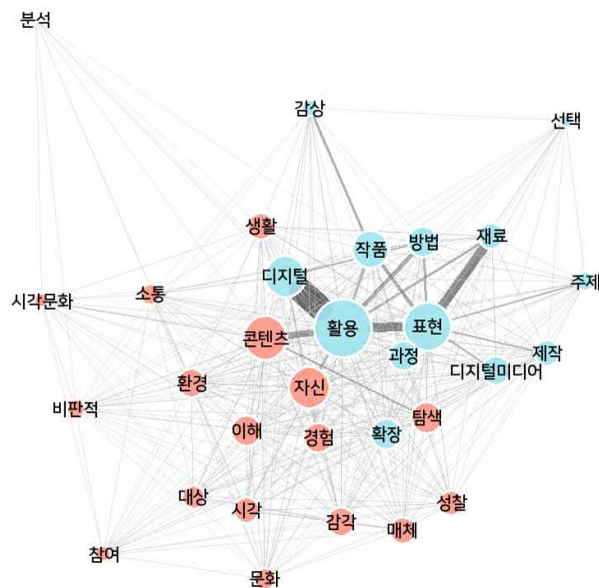 분석
감상
선택
생활
작품
방법
재료
디지털
주제
시각문화
소통
활용
표현
콘텐츠
과정
제작
디지털미디어
환경
자신
비판적
탐색
이해
경험
확장
대상
시각
감각
성찰
매체
참여
문화